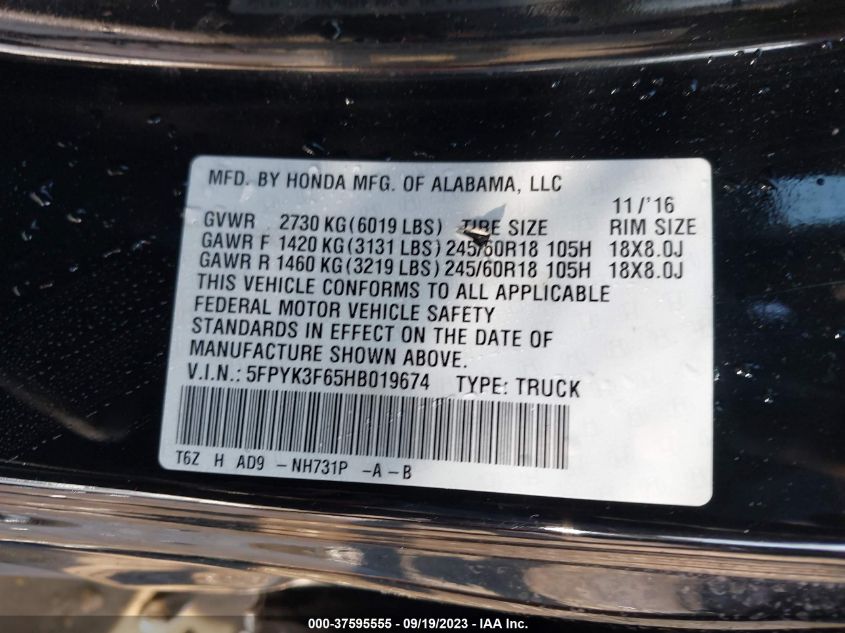 MFD. BY HONDA MFG. OF ALABAMA, LLC
11/'16
GVWR 2730 KG(6019 LBS) TIRE SIZE RIM SIZE
GAWR F 1420 KG(3131 LBS) 245/60R18 105H 18X8.0J
GAWR R 1460 KG(3219 LBS) 245/60R18 105H 18X8.0J
THIS VEHICLE CONFORMS TO ALL APPLICABLE
FEDERAL MOTOR VEHICLE SAFETY
STANDARDS IN EFFECT ON THE DATE OF
MANUFACTURE SHOWN ABOVE.
V.I.N.: 5FPYK3F65HB019674 TYPE: TRUCK
T6Z H AD9 - NH731P - A - B
000-37595555 - 09/19/2023 - IAA Inc.